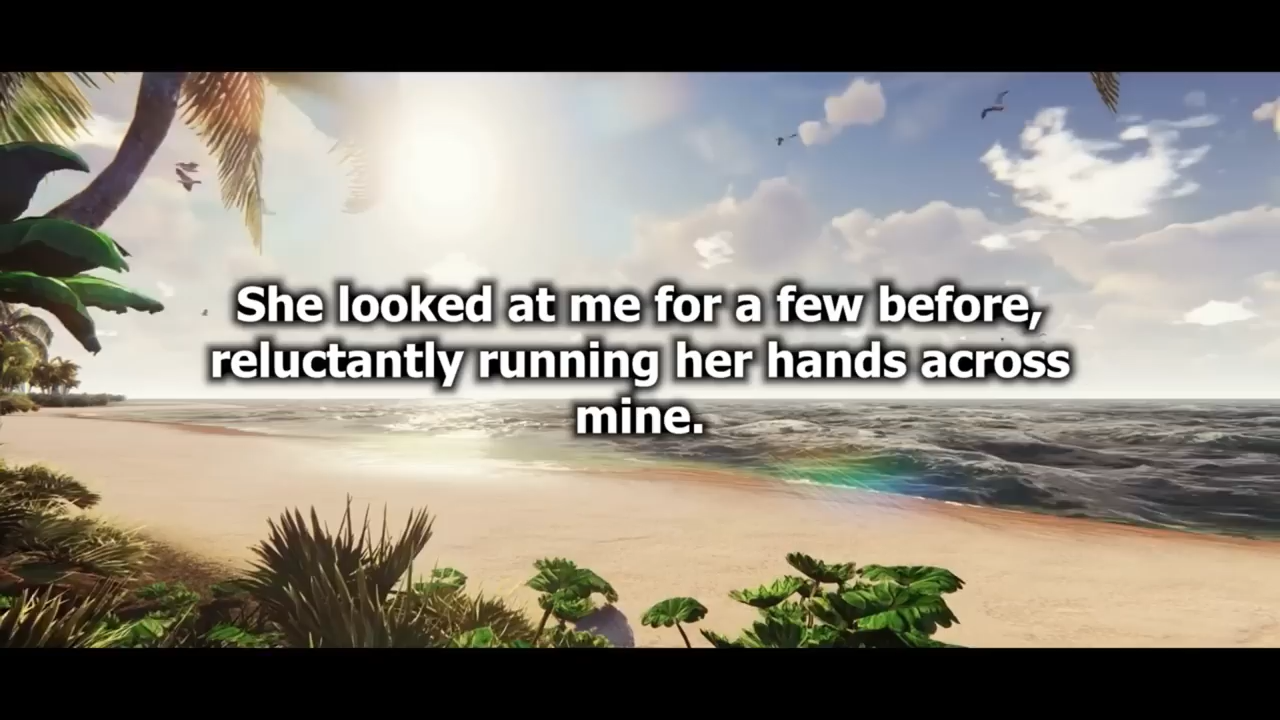 She looked at me for a few before,
reluctantly running her hands across
mine.